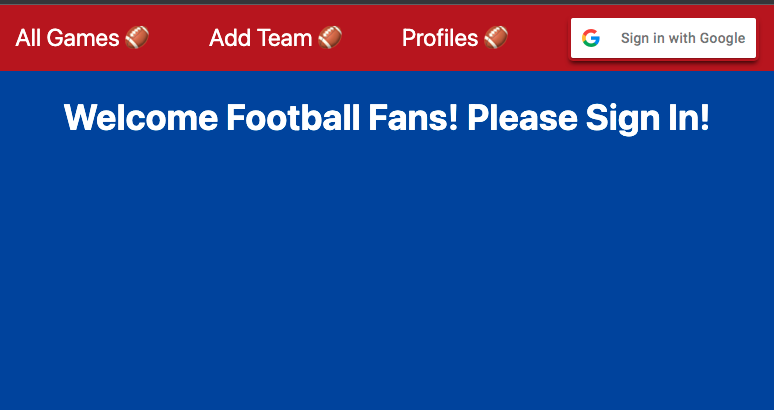 All Games 🏈 Add Team 🏈 Profiles 🏈 Sign in with Google
Welcome Football Fans! Please Sign In!